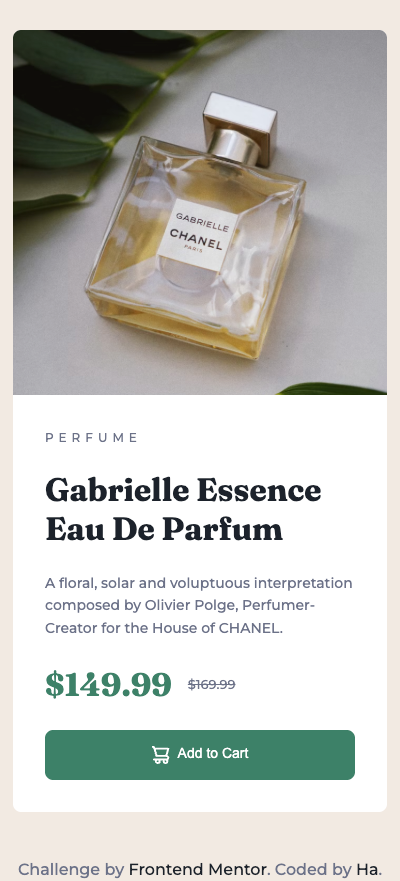 GABRIELLE
CHANEL
PARIS
PERFUME
Gabrielle Essence
Eau De Parfum
A floral, solar and voluptuous interpretation
composed by Olivier Polge, Perfumer-
Creator for the House of CHANEL.
$149.99 $169.99
Add to Cart
Challenge by Frontend Mentor. Coded by Ha.